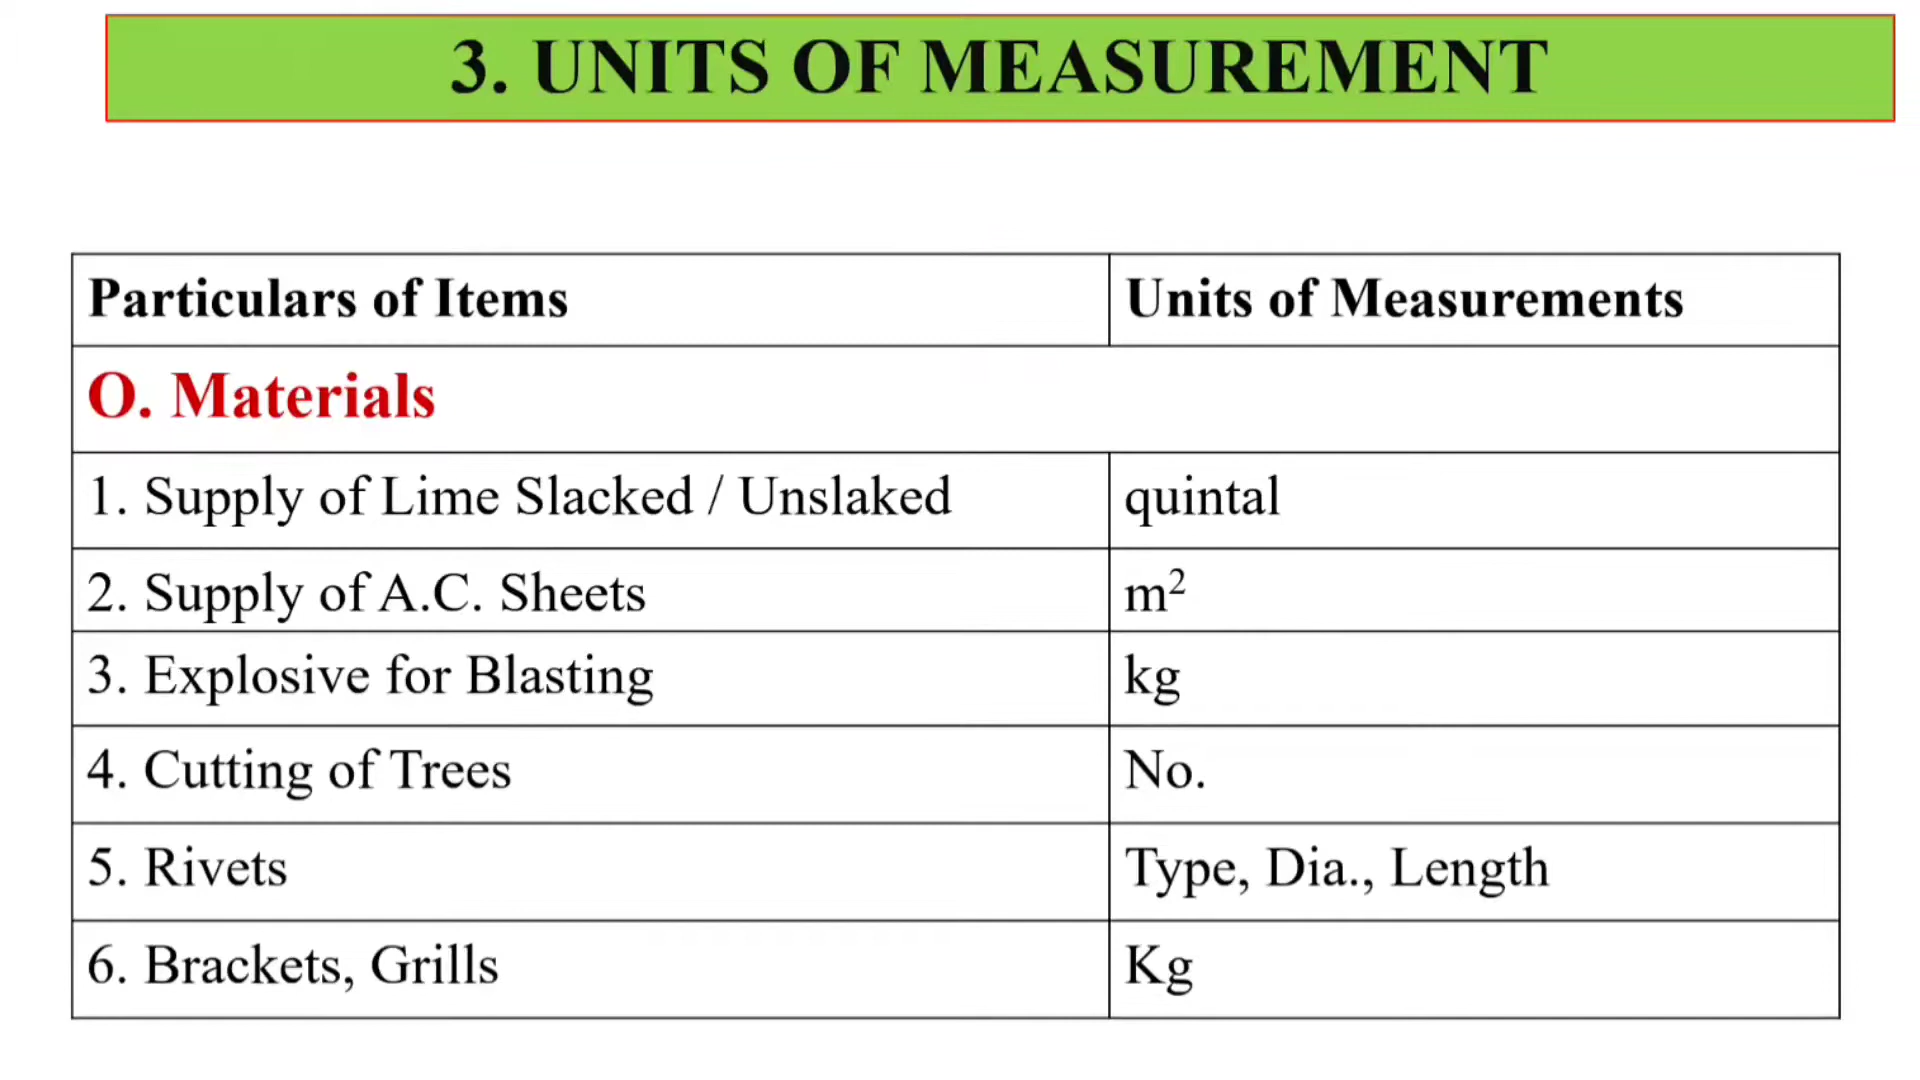 3. UNITS OF MEASUREMENT
Particulars of Items Units of Measurements
O. Materials
1. Supply of Lime Slacked / Unslaked quintal
2. Supply of A.C. Sheets m²
3. Explosive for Blasting kg
4. Cutting of Trees No.
5. Rivets Type, Dia., Length
6. Brackets, Grills Kg